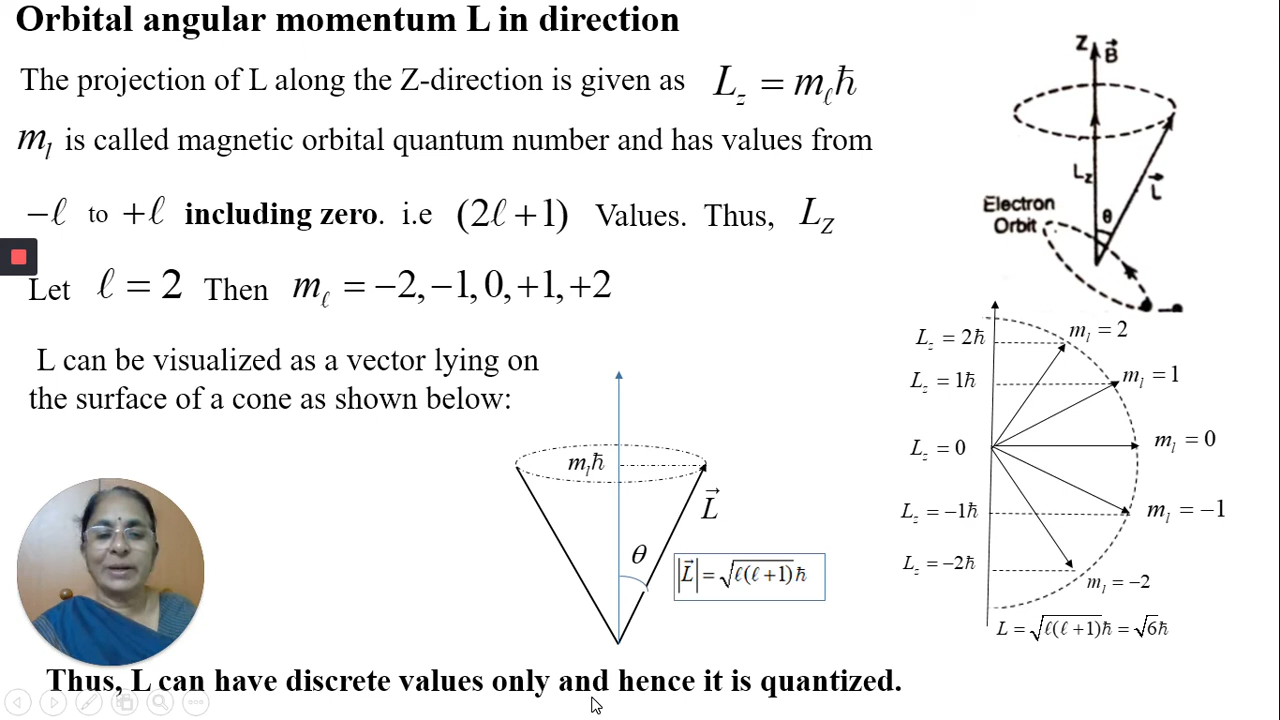 Orbital angular momentum L in direction
The projection of L along the Z-direction is given as L_z = m_ℓ ħ
m_l is called magnetic orbital quantum number and has values from
−ℓ to +ℓ including zero. i.e (2ℓ+1) Values. Thus, L_Z
Let ℓ = 2 Then m_ℓ = −2,−1,0,+1,+2
L can be visualized as a vector lying on
the surface of a cone as shown below:
m_l ħ
L⃗
θ
|L⃗| = √ℓ(ℓ+1) ħ
Z B⃗
L_z
L⃗
θ
Electron
Orbit
L_z = 2ħ m_l = 2
L_z = 1ħ m_l = 1
L_z = 0 m_l = 0
L_z = −1ħ m_l = −1
L_z = −2ħ m_l = −2
L = √ℓ(ℓ+1)ħ = √6ħ
Thus, L can have discrete values only and hence it is quantized.